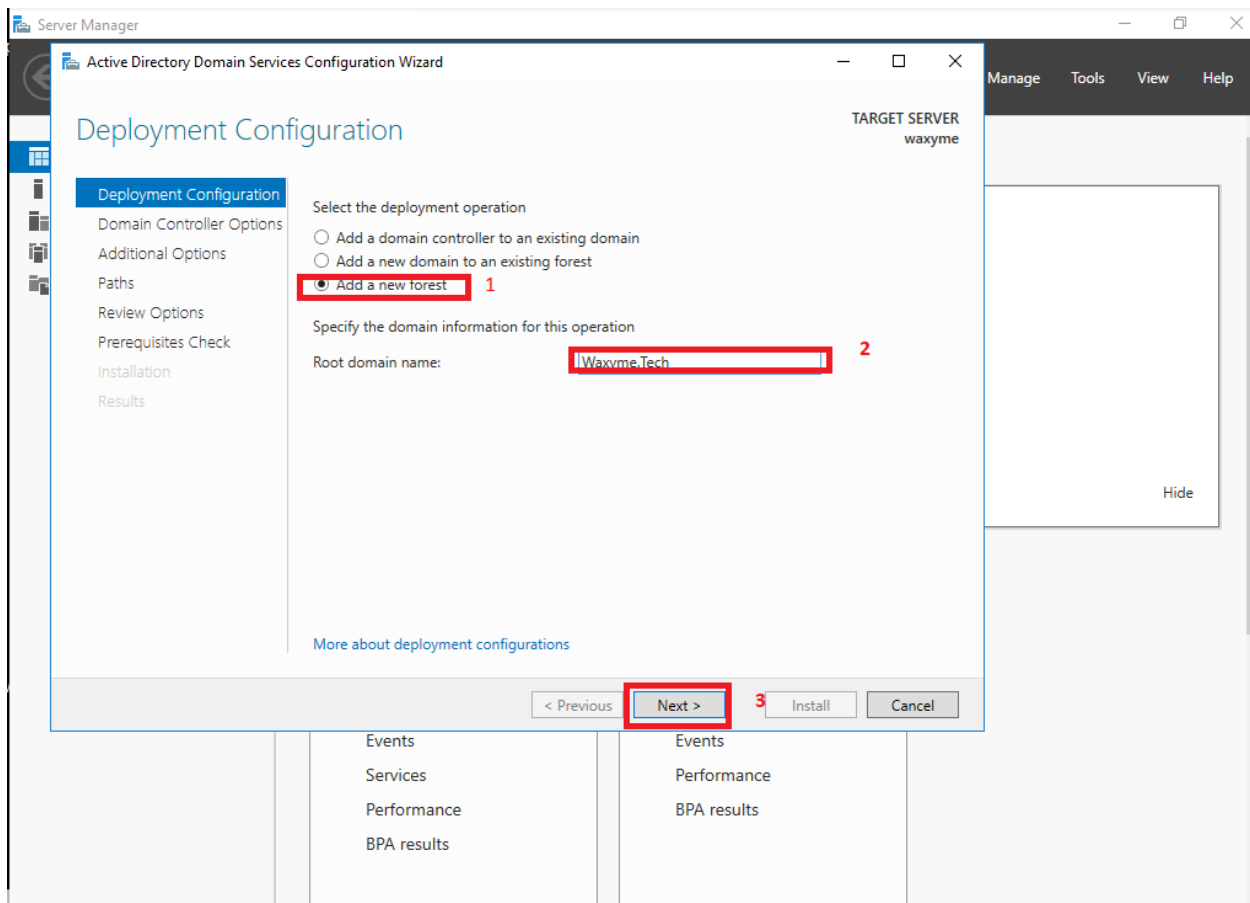 Server Manager
Active Directory Domain Services Configuration Wizard
Manage Tools View Help
Deployment Configuration
TARGET SERVER
waxyme
Deployment Configuration
Domain Controller Options
Additional Options
Paths
Review Options
Prerequisites Check
Installation
Results
Select the deployment operation
Add a domain controller to an existing domain
Add a new domain to an existing forest
Add a new forest 1
Specify the domain information for this operation
Root domain name: Waxyme.Tech 2
More about deployment configurations
< Previous Next > 3 Install Cancel
Hide
Events
Services
Performance
BPA results
Events
Performance
BPA results